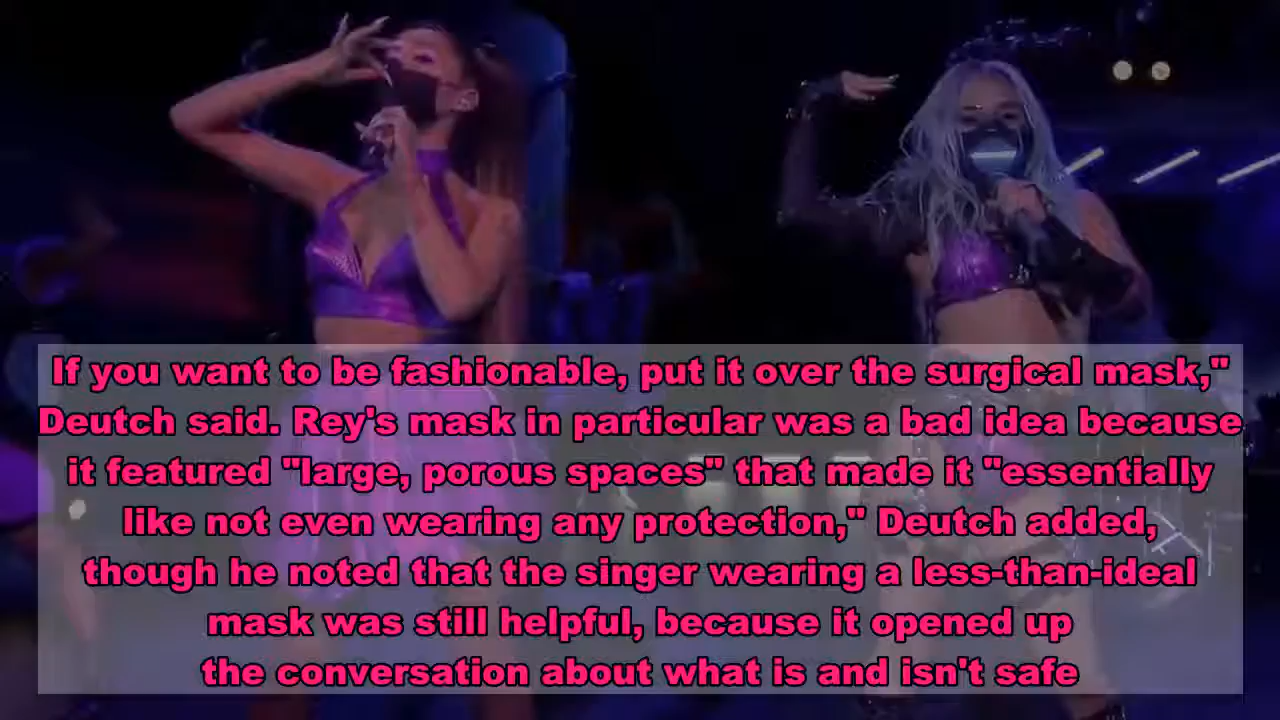 If you want to be fashionable, put it over the surgical mask,"
Deutch said. Rey's mask in particular was a bad idea because
it featured "large, porous spaces" that made it "essentially
like not even wearing any protection," Deutch added,
though he noted that the singer wearing a less-than-ideal
mask was still helpful, because it opened up
the conversation about what is and isn't safe